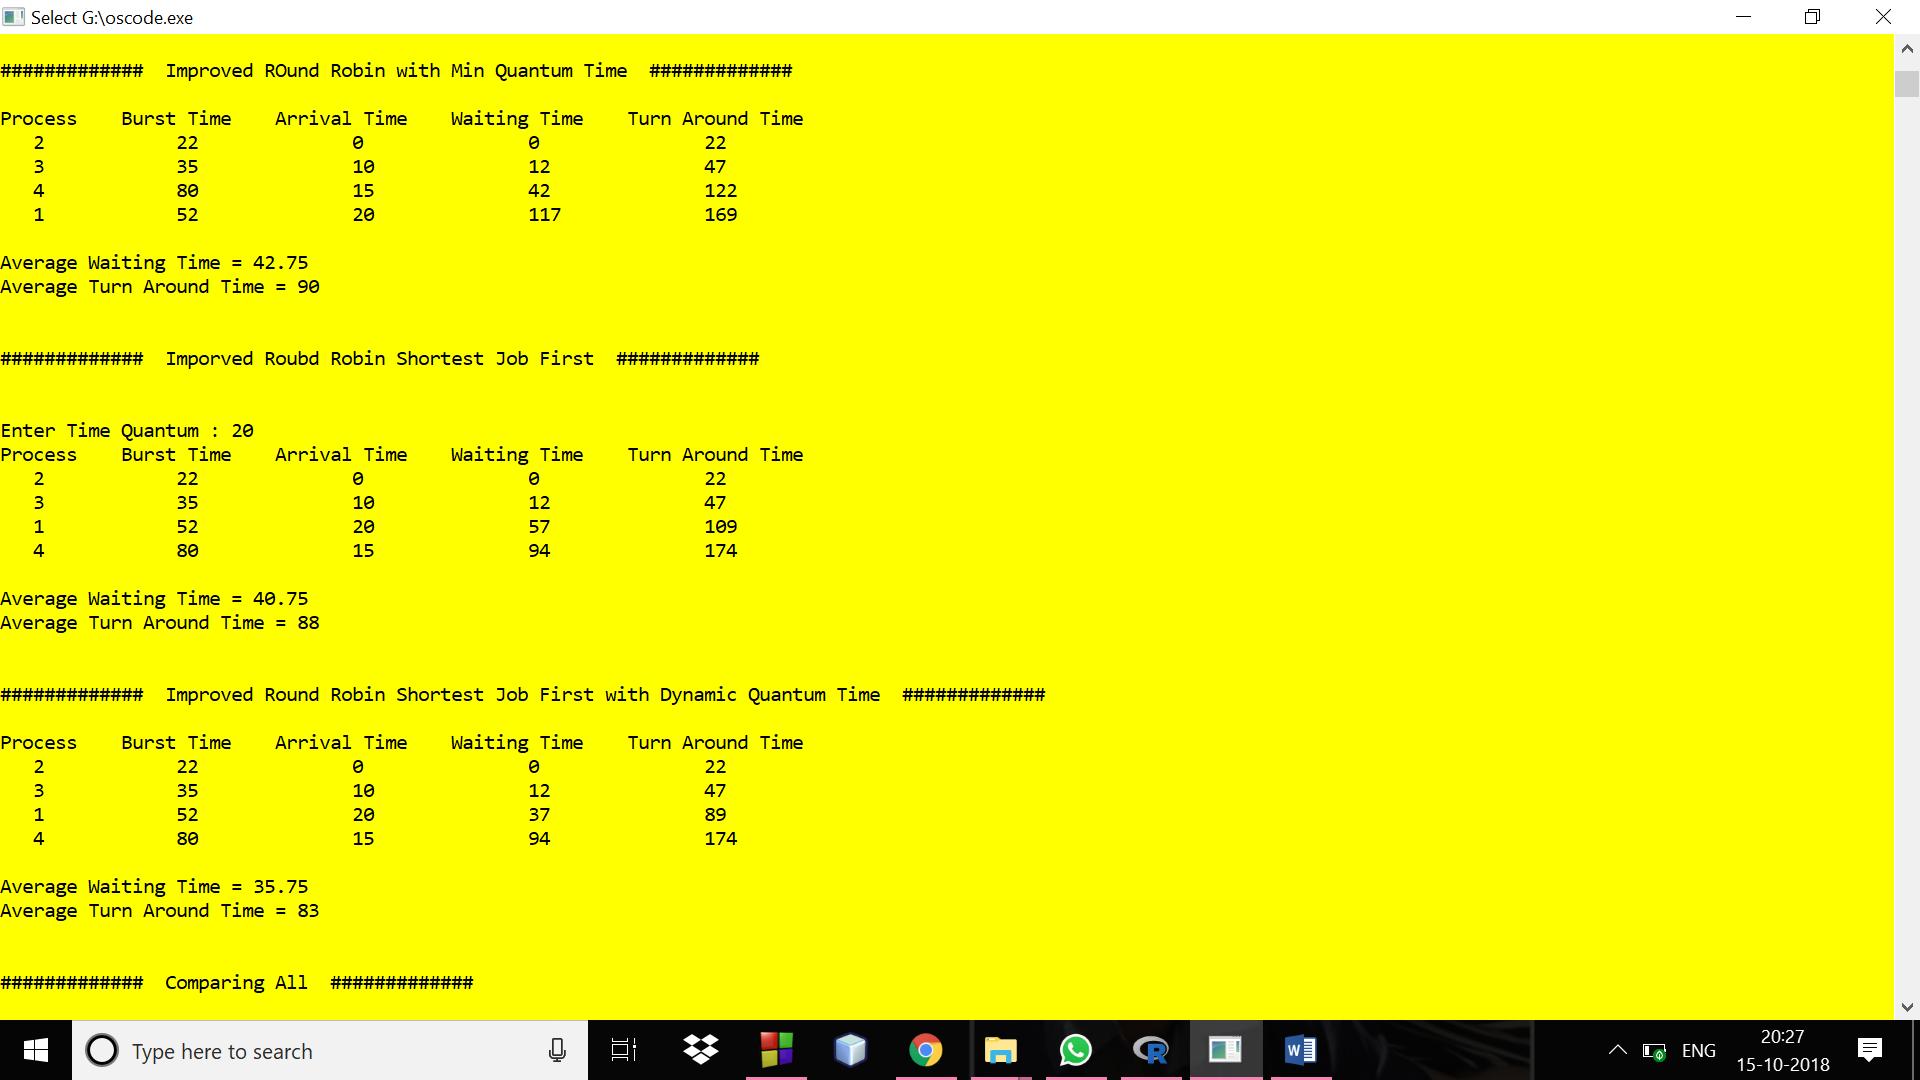 Select G:\oscode.exe
#############  Improved ROund Robin with Min Quantum Time  #############
Process    Burst Time    Arrival Time    Waiting Time    Turn Around Time
2    22    0    0    22
3    35    10    12    47
4    80    15    42    122
1    52    20    117    169
Average Waiting Time = 42.75
Average Turn Around Time = 90
#############  Imporved Roubd Robin Shortest Job First  #############
Enter Time Quantum : 20
Process    Burst Time    Arrival Time    Waiting Time    Turn Around Time
2    22    0    0    22
3    35    10    12    47
1    52    20    57    109
4    80    15    94    174
Average Waiting Time = 40.75
Average Turn Around Time = 88
#############  Improved Round Robin Shortest Job First with Dynamic Quantum Time  #############
Process    Burst Time    Arrival Time    Waiting Time    Turn Around Time
2    22    0    0    22
3    35    10    12    47
1    52    20    37    89
4    80    15    94    174
Average Waiting Time = 35.75
Average Turn Around Time = 83
#############  Comparing All  #############
Type here to search
ENG
20:27
15-10-2018